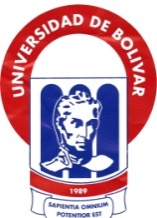 UNIVERSIDAD DE BOLIVAR
1989
SAPIENTIA OMNIUM
POTENTIOR EST